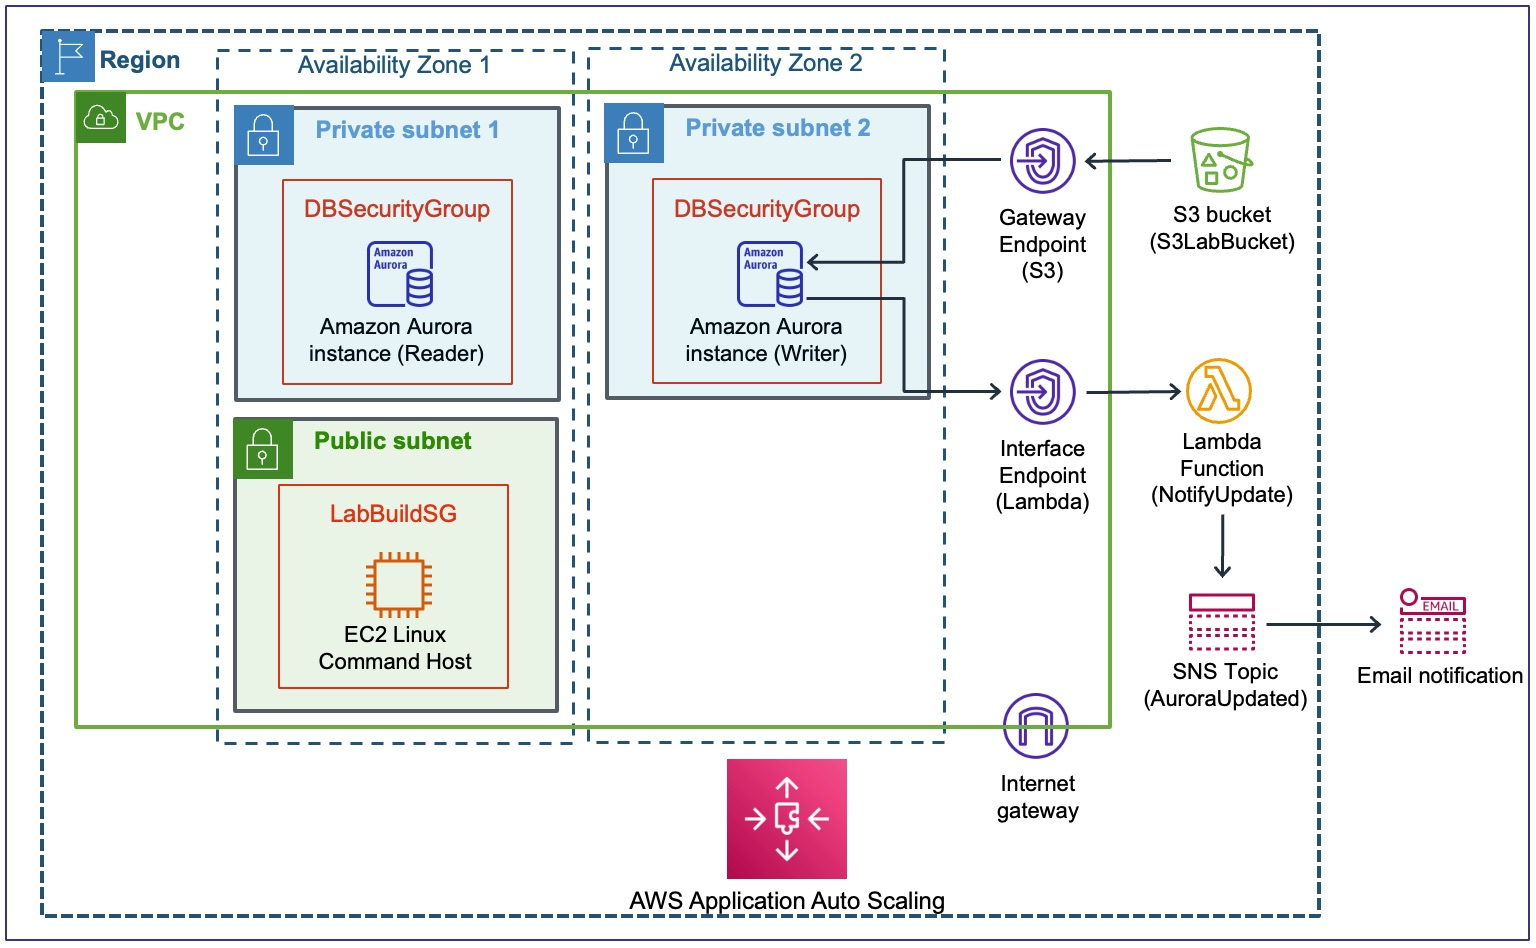 Region
Availability Zone 1
Availability Zone 2
VPC
Private subnet 1
Private subnet 2
DBSecurityGroup
Amazon
Aurora
Amazon Aurora
instance (Reader)
DBSecurityGroup
Amazon
Aurora
Amazon Aurora
instance (Writer)
Gateway
Endpoint
(S3)
S3 bucket
(S3LabBucket)
Public subnet
LabBuildSG
EC2 Linux
Command Host
Interface
Endpoint
(Lambda)
Lambda
Function
(NotifyUpdate)
SNS Topic
(AuroraUpdated)
EMAIL
Email notification
Internet
gateway
AWS Application Auto Scaling